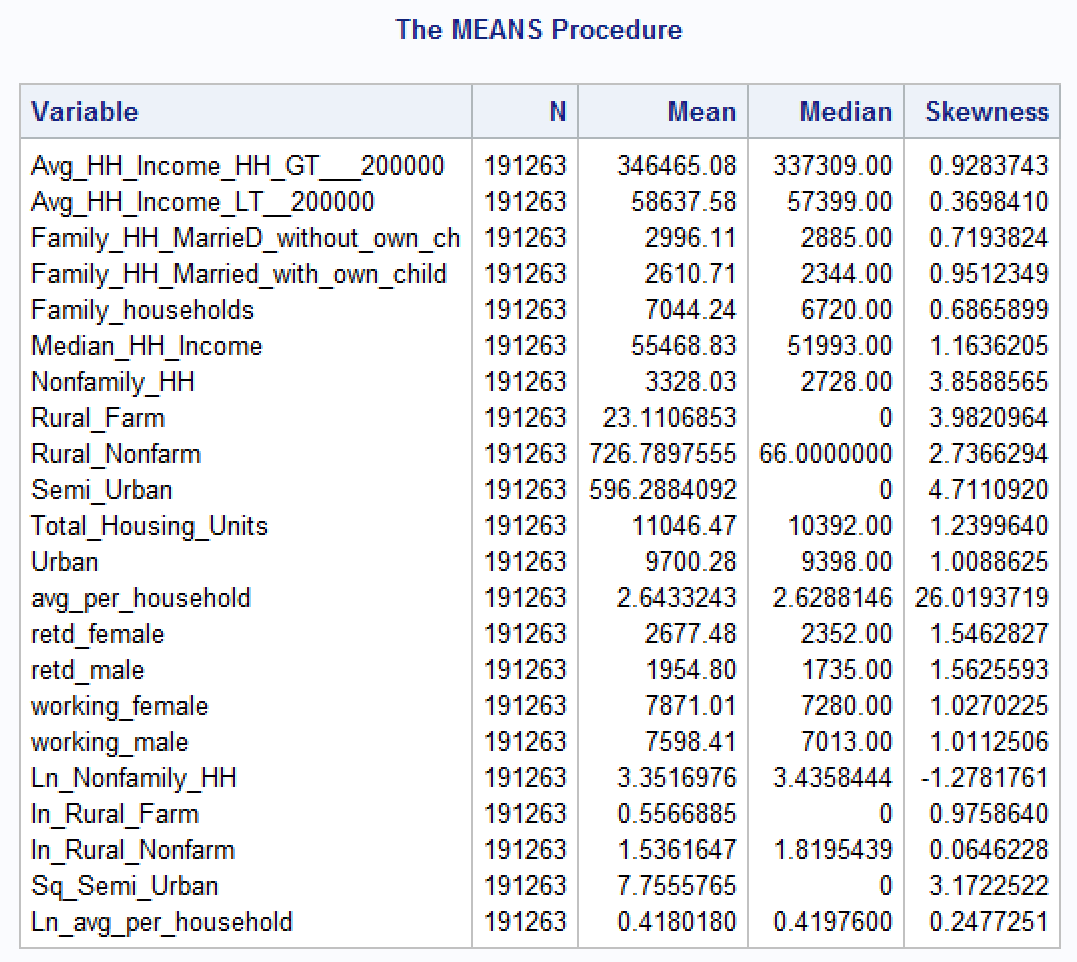 The MEANS Procedure
Variable N Mean Median Skewness
Avg_HH_Income_HH_GT___200000 191263 346465.08 337309.00 0.9283743
Avg_HH_Income_LT__200000 191263 58637.58 57399.00 0.3698410
Family_HH_MarrieD_without_own_ch 191263 2996.11 2885.00 0.7193824
Family_HH_Married_with_own_child 191263 2610.71 2344.00 0.9512349
Family_households 191263 7044.24 6720.00 0.6865899
Median_HH_Income 191263 55468.83 51993.00 1.1636205
Nonfamily_HH 191263 3328.03 2728.00 3.8588565
Rural_Farm 191263 23.1106853 0 3.9820964
Rural_Nonfarm 191263 726.7897555 66.0000000 2.7366294
Semi_Urban 191263 596.2884092 0 4.7110920
Total_Housing_Units 191263 11046.47 10392.00 1.2399640
Urban 191263 9700.28 9398.00 1.0088625
avg_per_household 191263 2.6433243 2.6288146 26.0193719
retd_female 191263 2677.48 2352.00 1.5462827
retd_male 191263 1954.80 1735.00 1.5625593
working_female 191263 7871.01 7280.00 1.0270225
working_male 191263 7598.41 7013.00 1.0112506
Ln_Nonfamily_HH 191263 3.3516976 3.4358444 -1.2781761
ln_Rural_Farm 191263 0.5566885 0 0.9758640
ln_Rural_Nonfarm 191263 1.5361647 1.8195439 0.0646228
Sq_Semi_Urban 191263 7.7555765 0 3.1722522
Ln_avg_per_household 191263 0.4180180 0.4197600 0.2477251